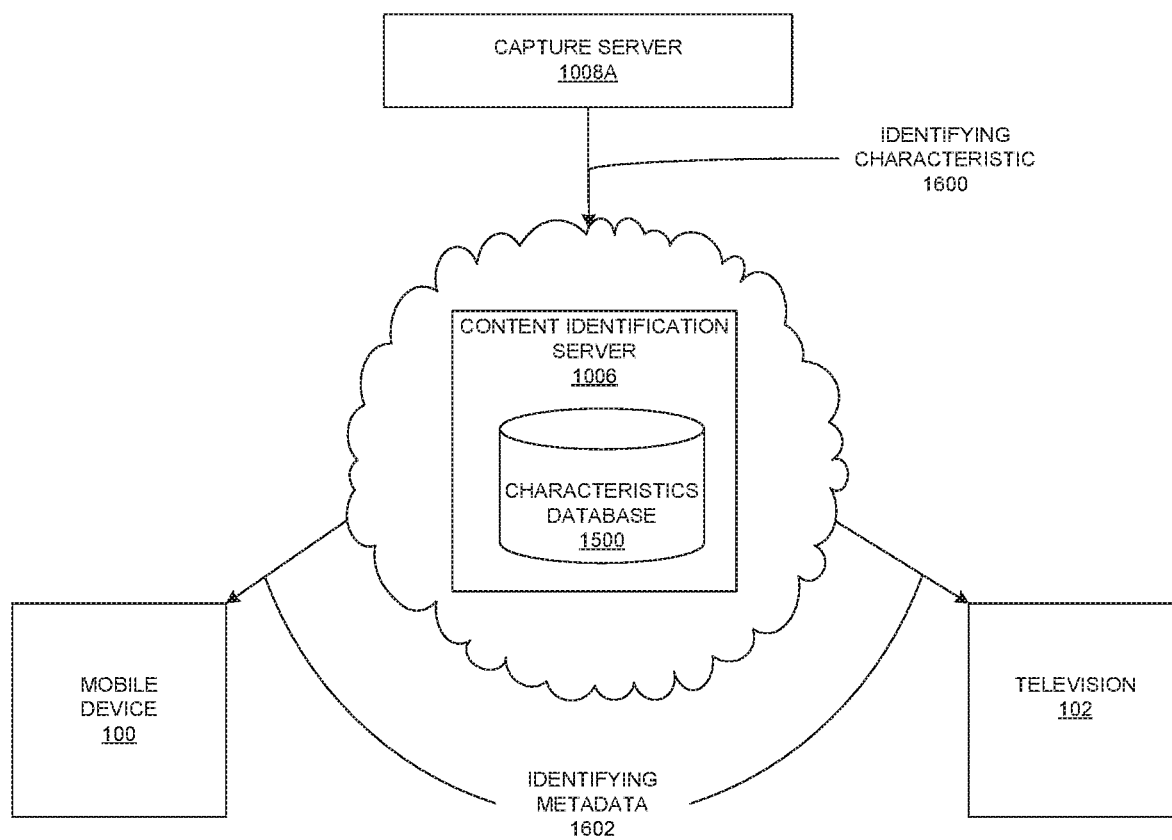 CAPTURE SERVER
1008A
IDENTIFYING
CHARACTERISTIC
1600
CONTENT IDENTIFICATION
SERVER
1006
CHARACTERISTICS
DATABASE
1500
MOBILE
DEVICE
100
TELEVISION
102
IDENTIFYING
METADATA
1602